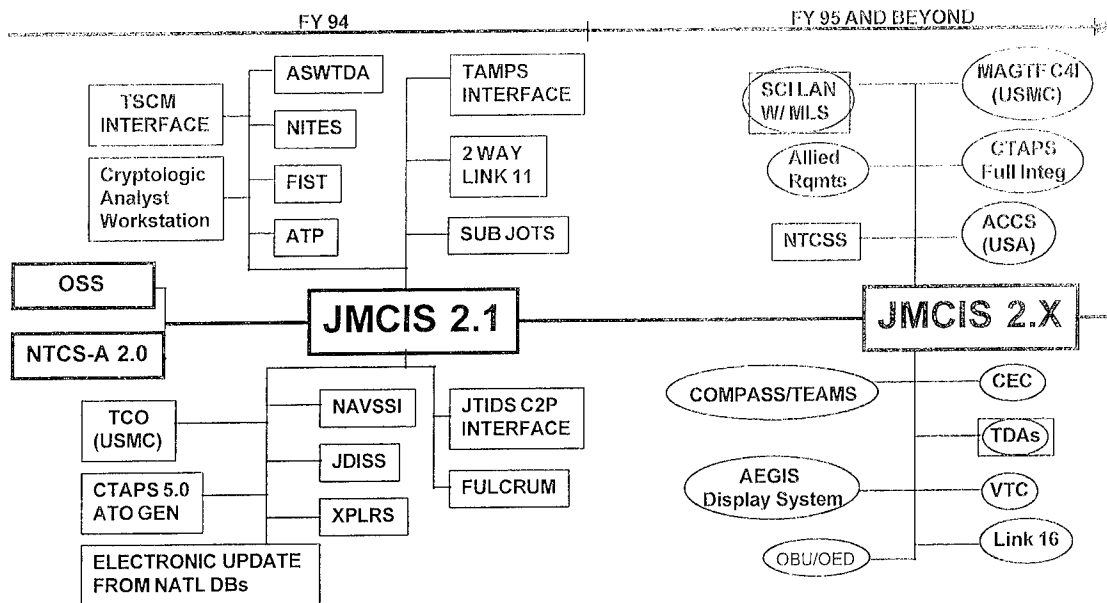 FY 94
FY 95 AND BEYOND
TSCM
INTERFACE
Cryptologic
Analyst
Workstation
ASWTDA
NITES
FIST
ATP
TAMPS
INTERFACE
2 WAY
LINK 11
SUB JOTS
SCI LAN
W/ MLS
Allied
Rqmts
NTCSS
MAGTF C4I
(USMC)
CTAPS
Full Integ
ACCS
(USA)
OSS
NTCS-A 2.0
JMCIS 2.1
JMCIS 2.X
TCO
(USMC)
CTAPS 5.0
ATO GEN
ELECTRONIC UPDATE
FROM NATL DBs
NAVSSI
JDISS
XPLRS
JTIDS C2P
INTERFACE
FULCRUM
COMPASS/TEAMS
AEGIS
Display System
OBU/OED
CEC
TDAs
VTC
Link 16